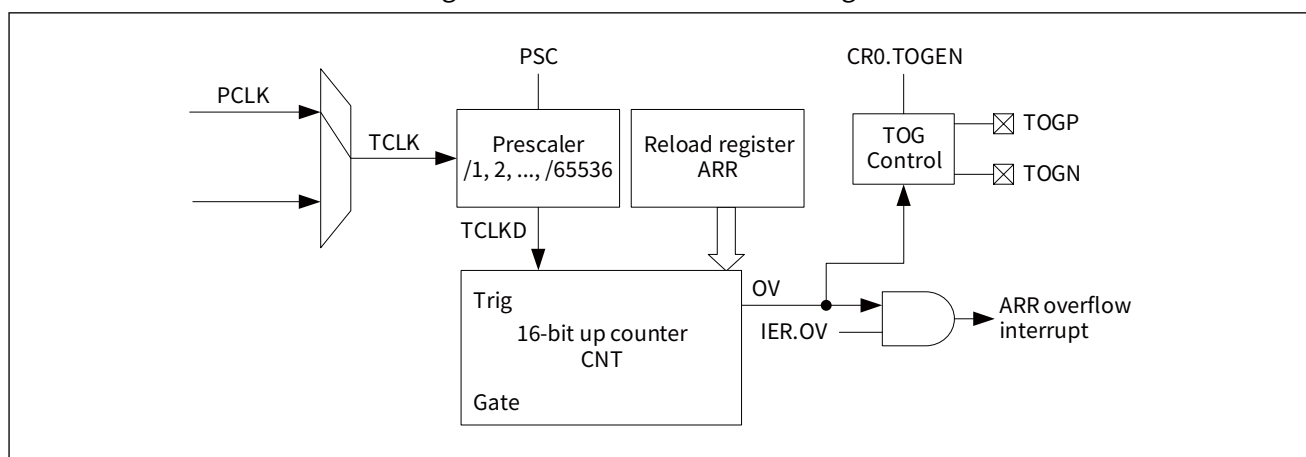 PSC
CR0.TOGEN
PCLK
TCLK
Prescaler
/1, 2, ..., /65536
Reload register
ARR
TOG
Control
TOGP
TOGN
TCLKD
Trig
16-bit up counter
CNT
Gate
OV
IER.OV
ARR overflow
interrupt